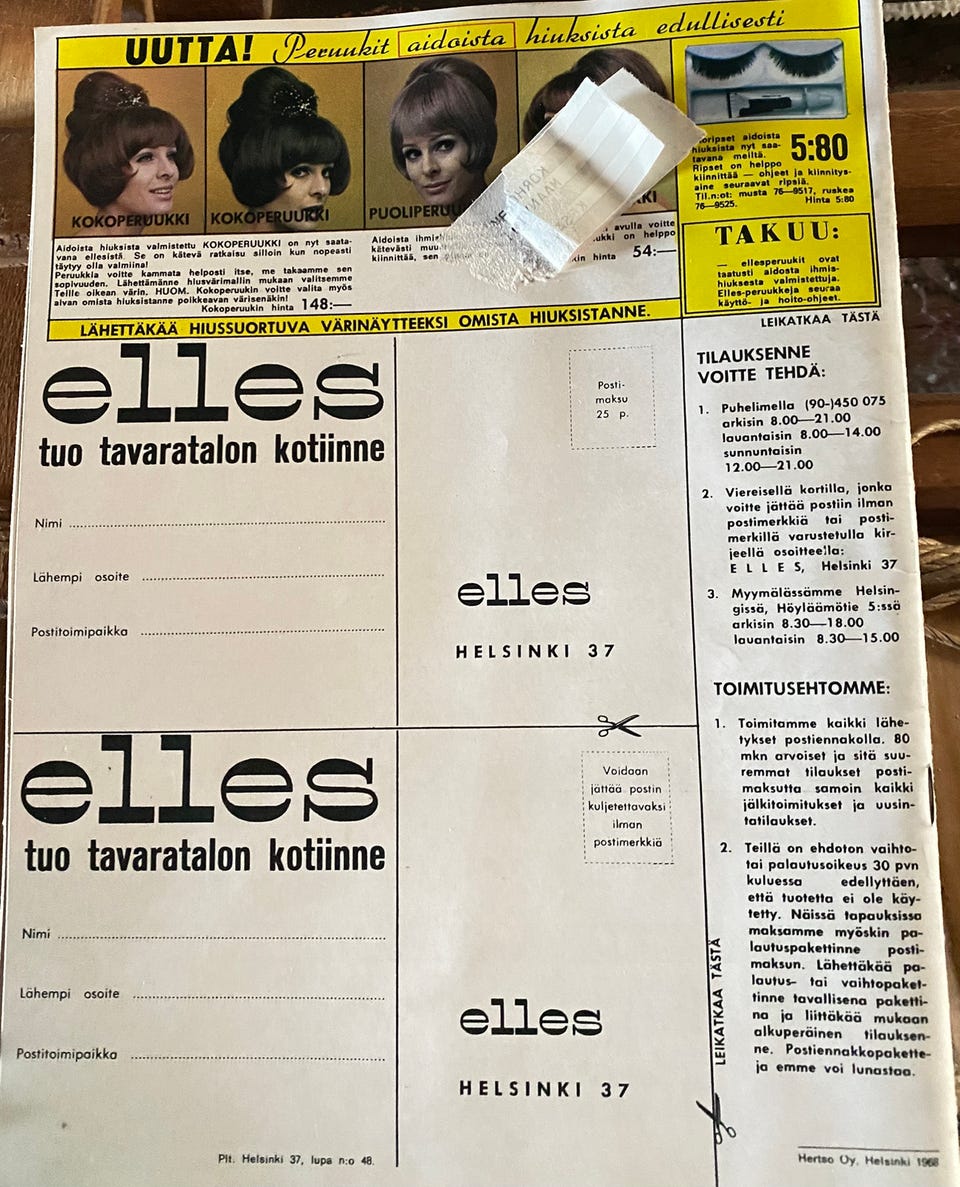 UUTTA! Peruukit aidoista hiuksista edullisesti
KOKOPERUUKKI
KOKOPERUUKKI
Aidoista hiuksista valmistettu KOKOPERUUKKI on nyt saata-
vana ellesistä. Se on kätevä ratkaisu silloin kun nopeasti
täytyy olla valmiina!
Peruukkia voitte kammata helposti itse, me takaamme sen
sopivuuden. Lähettämänne hiusvärimallin mukaan valitsemme
Teille oikean värin. HUOM. Kokoperuukin voitte valita myös
aivan omista hiuksistanne poikkeavan värisenäkin!
Kokoperuukin hinta 148:—
Aidoista
kätevästi
kiinnittää, sen
avulla voitte
on helppo
hinta 54:—
aidoista
hiuksista nyt saa-
tavana meiltä.
Ripset on helppo
kiinnittää — ohjeet ja kiinnitys-
aine seuraavat ripsiä.
Til.n:ot: musta 76—9517, ruskea
76—9525.
Hinta 5:80
5:80
TAKUU:
— ellesperuukit ovat
taatusti aidosta ihmis-
hiuksesta valmistettuja.
Elles-peruukkeja seuraa
käyttö- ja hoito-ohjeet.
LÄHETTÄKÄÄ HIUSSUORTUVA VÄRINÄYTTEEKSI OMISTA HIUKSISTANNE.
LEIKATKAA TÄSTÄ
elles
tuo tavaratalon kotiinne
Nimi
Lähempi osoite
Postitoimipaikka
Posti-
maksu
25 p.
elles
HELSINKI 37
elles
tuo tavaratalon kotiinne
Nimi
Lähempi osoite
Postitoimipaikka
Plt. Helsinki 37, lupa n:o 48.
Voidaan
jättää postin
kuljetettavaksi
ilman
postimerkkiä
elles
HELSINKI 37
LEIKATKAA TÄSTÄ
TILAUKSENNE
VOITTE TEHDÄ:
1. Puhelimella (90-)450 075
arkisin 8.00—21.00
lauantaisin 8.00—14.00
sunnuntaisin
12.00—21.00
2. Viereisellä kortilla, jonka
voitte jättää postiin ilman
postimerkkiä tai posti-
merkillä varustetulla kir-
jeellä osoitteella:
ELLES, Helsinki 37
3. Myymälässämme Helsin-
gissä, Höyläämötie 5:ssä
arkisin 8.30—18.00
lauantaisin 8.30—15.00
TOIMITUSEHTOMME:
1. Toimitamme kaikki lähe-
tykset postiennakolla. 80
mkn arvoiset ja sitä suu-
remmat tilaukset posti-
maksutta samoin kaikki
jälkitoimitukset ja uusin-
tatilaukset.
2. Teillä on ehdoton vaihto-
tai palautusoikeus 30 pvn
kuluessa edellyttäen,
että tuotetta ei ole käy-
tetty. Näissä tapauksissa
maksamme myöskin pa-
lautuspakettinne posti-
maksun. Lähettäkää pa-
lautus- tai vaihtopaket-
tinne tavallisena paketti-
na ja liittäkää mukaan
alkuperäinen tilauksen-
ne. Postiennakkopakette-
ja emme voi lunastaa.
Hertso Oy, Helsinki 1968